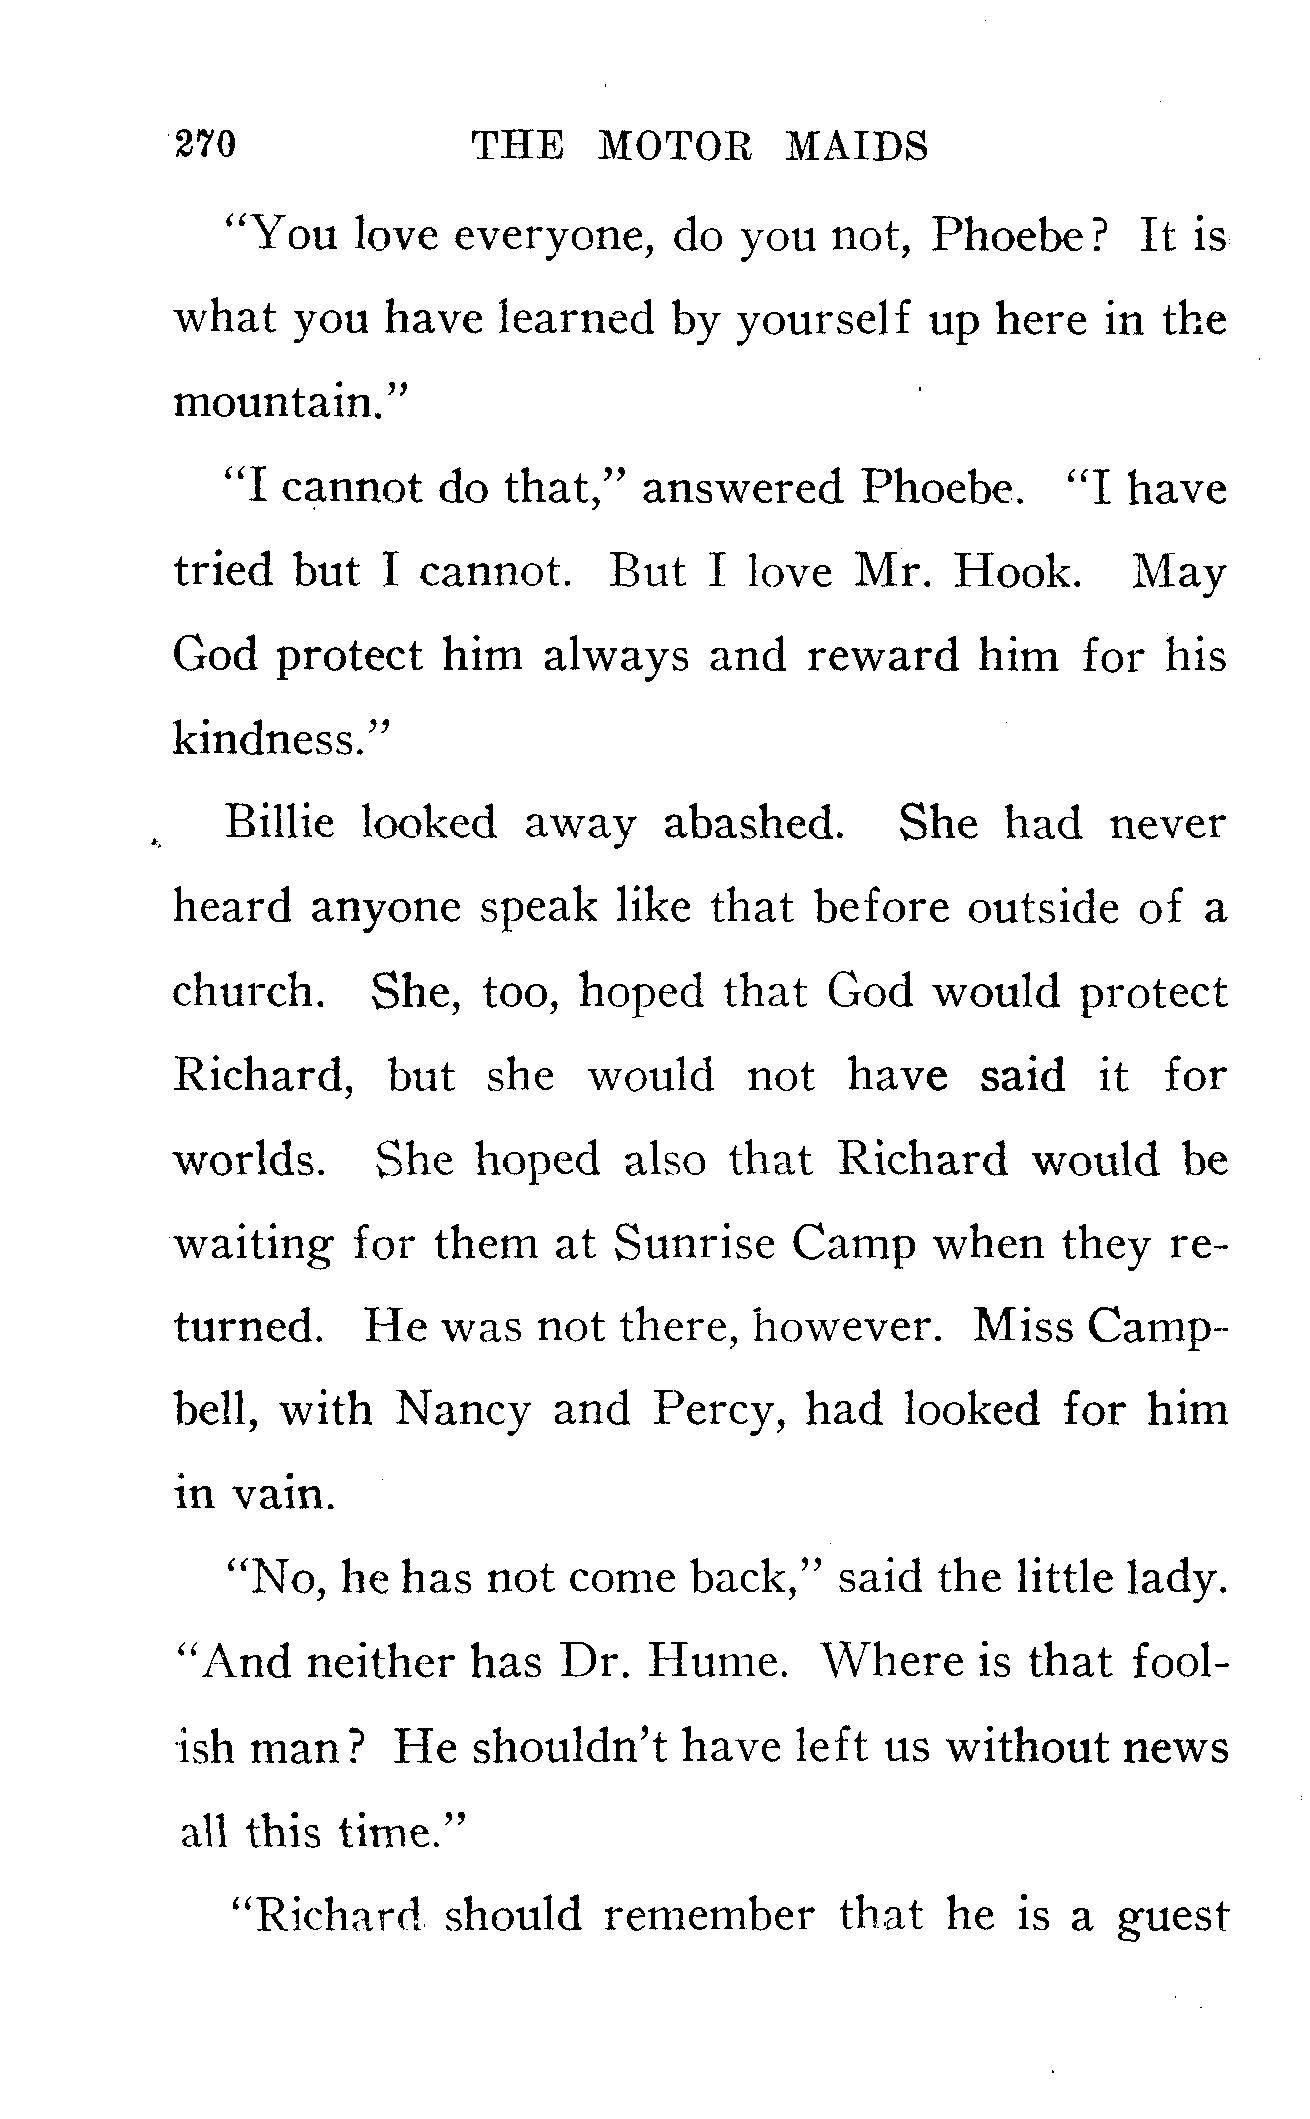 270 THE MOTOR MAIDS
"You love everyone, do you not, Phoebe? It is
what you have learned by yourself up here in the
mountain."
"I cannot do that," answered Phoebe. "I have
tried but I cannot. But I love Mr. Hook. May
God protect him always and reward him for his
kindness."
Billie looked away abashed. She had never
heard anyone speak like that before outside of a
church. She, too, hoped that God would protect
Richard, but she would not have said it for
worlds. She hoped also that Richard would be
waiting for them at Sunrise Camp when they re-
turned. He was not there, however. Miss Camp-
bell, with Nancy and Percy, had looked for him
in vain.
"No, he has not come back," said the little lady.
"And neither has Dr. Hume. Where is that fool-
ish man? He shouldn't have left us without news
all this time."
"Richard should remember that he is a guest